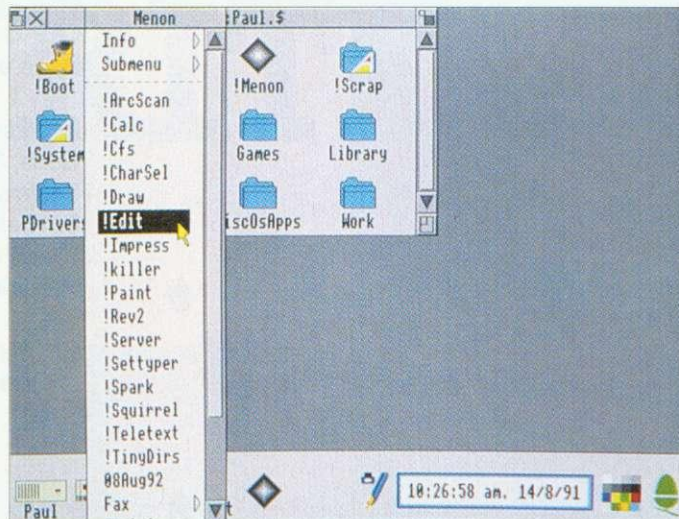 Menon
:Paul.$
Info
Submenu
!ArcScan
!Calc
!Cfs
!CharSel
!Draw
!Edit
!Impress
!killer
!Paint
!Rev2
!Server
!Settyper
!Spark
!Squirrel
!Teletext
!TinyDirs
08Aug92
Fax
!Boot
!Menon
!Scrap
!System
Games
Library
PDrivers
iscOsApps
Work
Paul
t
10:26:58 am. 14/8/91